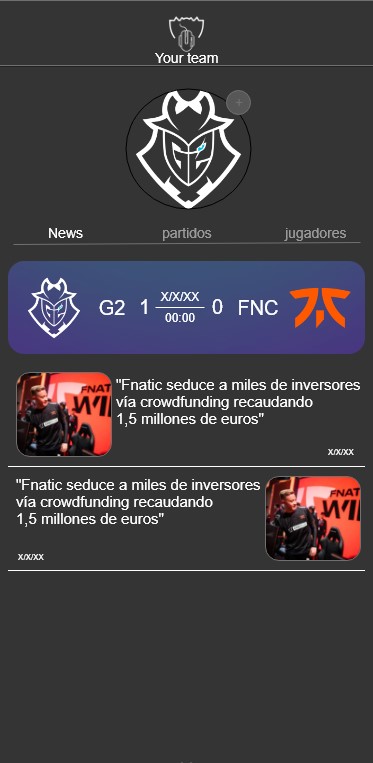 Your team
+
News partidos jugadores
G2 1 X/X/XX 0 FNC
00:00
"Fnatic seduce a miles de inversores
vía crowdfunding recaudando
1,5 millones de euros"
X/X/XX
"Fnatic seduce a miles de inversores
vía crowdfunding recaudando
1,5 millones de euros"
X/X/XX
FNAT
WI
FNAT
WI